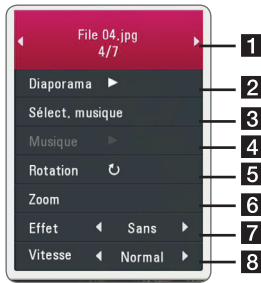 File 04.jpg 1
4/7
Diaporama 2
Sélect. musique 3
Musique 4
Rotation 5
Zoom 6
Effet Sans 7
Vitesse Normal 8